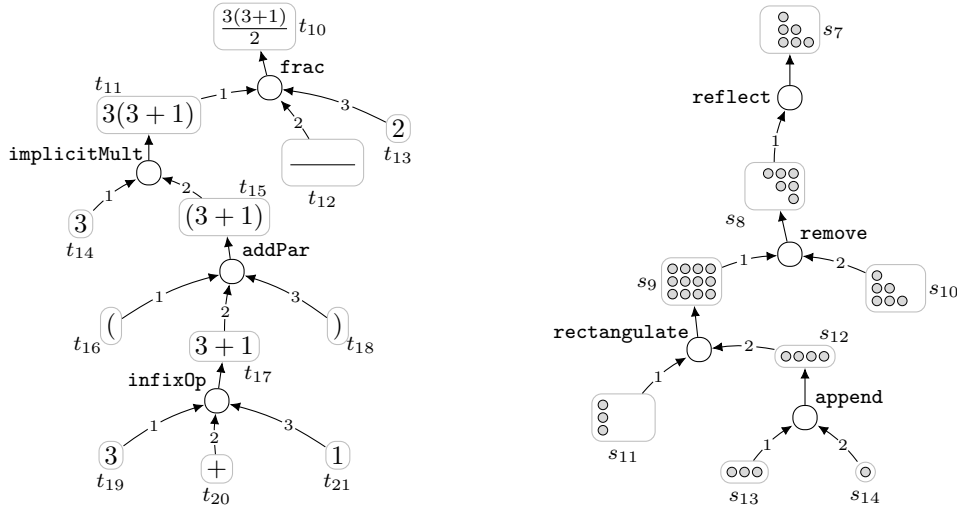 3(3+1)
2
t10
s7
frac
t11
3(3 + 1)
1
3
2
2
t13
reflect
1
implicitMult
t12
t15
3
t14
1
2
(3 + 1)
s8
addPar
remove
s9
1
2
s10
(
t16
1
2
3
)
t18
rectangulate
3 + 1
t17
s12
2
1
infixOp
append
3
t19
1
2
3
1
t21
+
t20
s11
1
2
s13
s14